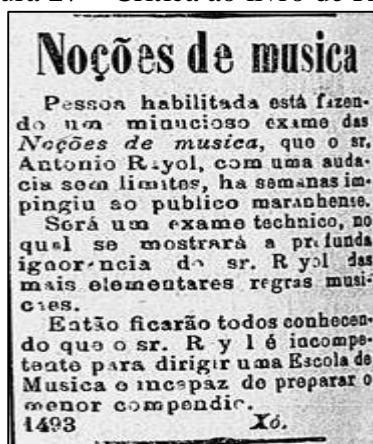 Noções de musica
Pessoa habilitada está fazen-
do um minucioso exame das
Noções de musica, que o sr.
Antonio Rayol, com uma auda-
cia sem limites, ha semanas im-
pingiu ao publico maranhense.
Será um exame technico, no
qual se mostrará a profunda
ignorancia do sr. Rayol das
mais elementares regras musi-
caes.
Então ficarão todos conhecen-
do que o sr. Rayol é incompe-
tente para dirigir uma Escola de
Musica e incapaz de preparar o
menor compendio.
1493 Xó.